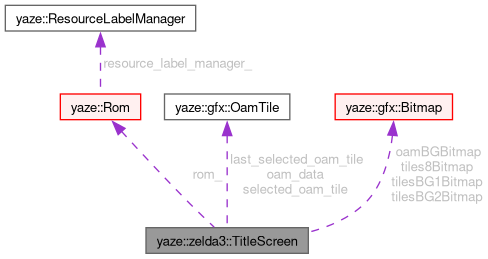 yaze::ResourceLabelManager
resource_label_manager_
yaze::Rom
yaze::gfx::OamTile
yaze::gfx::Bitmap
rom_
last_selected_oam_tile
oam_data
selected_oam_tile
oamBGBitmap
tiles8Bitmap
tilesBG1Bitmap
tilesBG2Bitmap
yaze::zelda3::TitleScreen